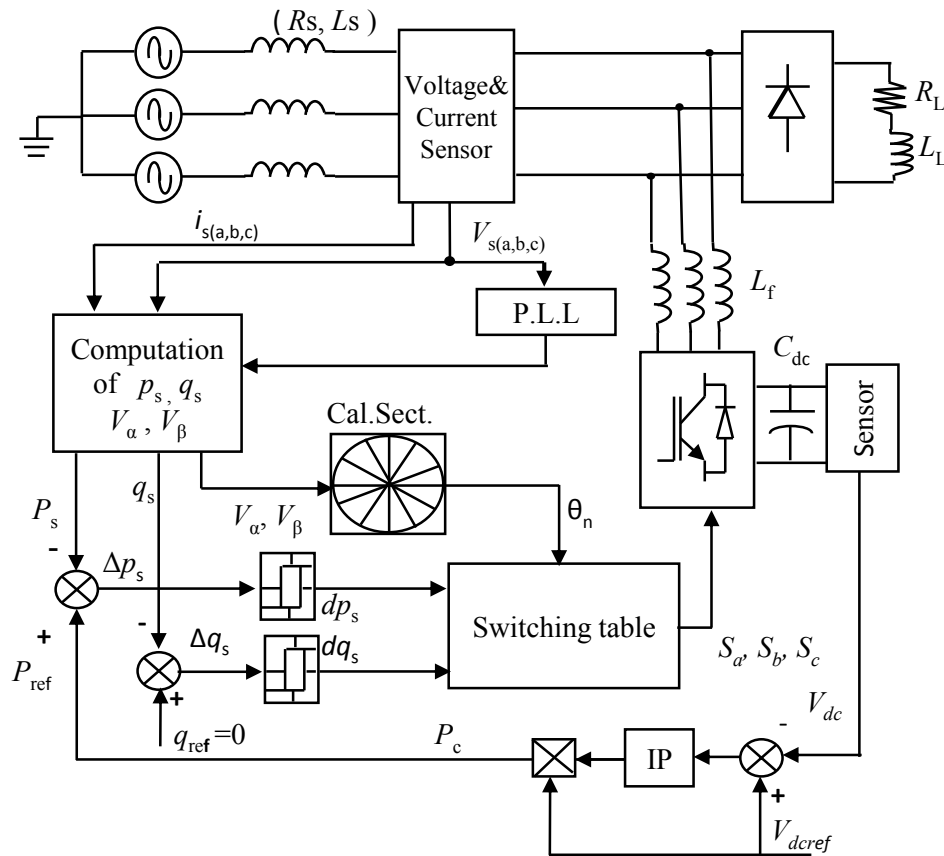 ( Rs, Ls )
Voltage&
Current
Sensor
RL
LL
is(a,b,c)
Vs(a,b,c)
Lf
P.L.L
Computation
of ps, qs
Vα , Vβ
Cdc
Sensor
Cal.Sect.
qs
Ps
Vα, Vβ
θn
-
Δps
dps
+
-
Switching table
Δqs
dqs
Sa, Sb, Sc
Pref
+
qref=0
Pc
Vdc
-
IP
+
Vdcref